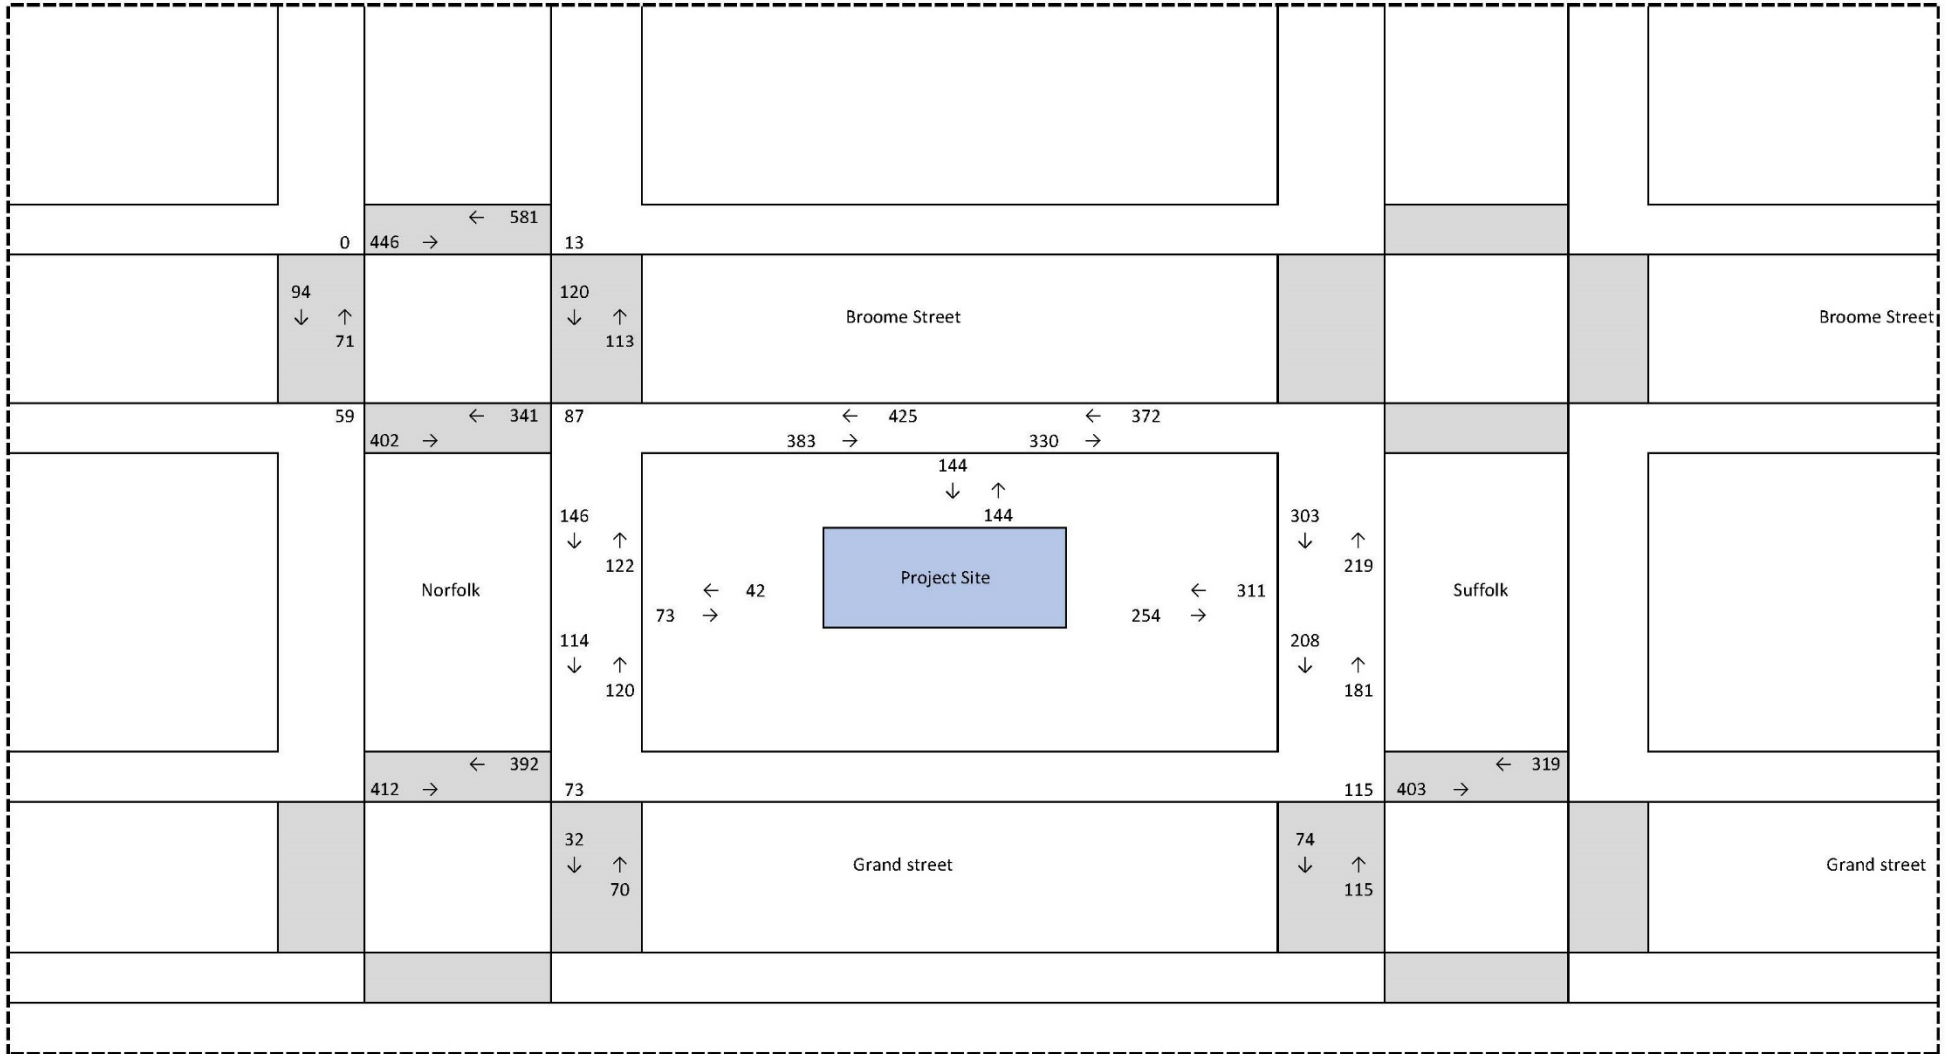 ← 581
0 446 → 13
94 120
↓ ↑ ↓ ↑ Broome Street Broome Street
71 113
59 ← 341 87 ← 425 ← 372
402 → 383 → 330 →
144
↓ ↑
146 144 303
↓ ↑ ↓ ↑
122 219
Project Site
Norfolk ← 42 ← 311 Suffolk
73 → 254 →
114 208
↓ ↑ ↓ ↑
120 181
← 392 ← 319
412 → 73 115 403 →
32 74
↓ ↑ Grand street ↓ ↑ Grand street
70 115